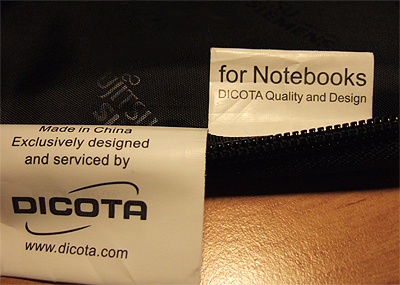 for Notebooks
DICOTA Quality and Design
Made in China
Exclusively designed
and serviced by
DICOTA
www.dicota.com